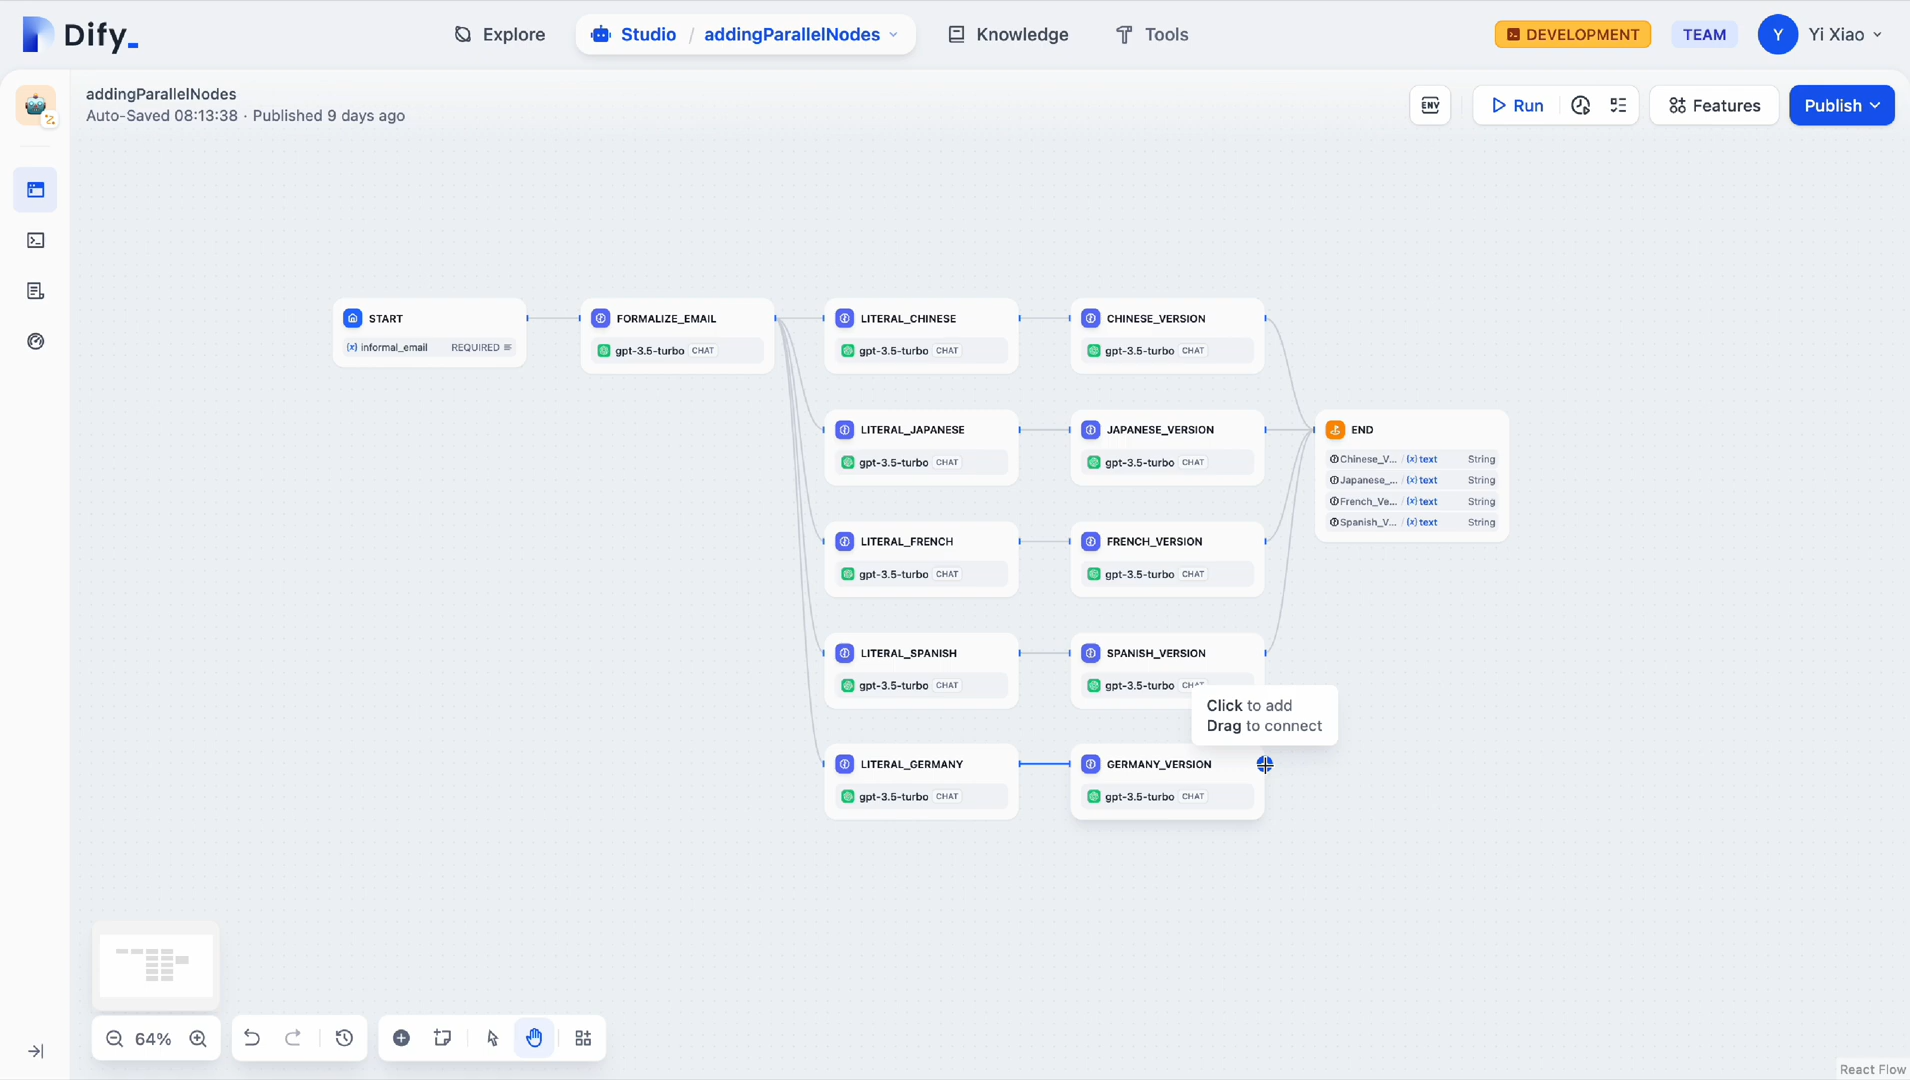 Dify_
Explore
Studio / addingParallelNodes
Knowledge
Tools
DEVELOPMENT
TEAM
Y
Yi Xiao
addingParallelNodes
Auto-Saved 08:13:38 · Published 9 days ago
ENV
Run
Features
Publish
START
(x) informal_email REQUIRED
FORMALIZE_EMAIL
gpt-3.5-turbo CHAT
LITERAL_CHINESE
gpt-3.5-turbo CHAT
CHINESE_VERSION
gpt-3.5-turbo CHAT
LITERAL_JAPANESE
gpt-3.5-turbo CHAT
JAPANESE_VERSION
gpt-3.5-turbo CHAT
END
Chinese_V... / (x) text String
Japanese_... / (x) text String
French_Ve... / (x) text String
Spanish_V... / (x) text String
LITERAL_FRENCH
gpt-3.5-turbo CHAT
FRENCH_VERSION
gpt-3.5-turbo CHAT
LITERAL_SPANISH
gpt-3.5-turbo CHAT
SPANISH_VERSION
gpt-3.5-turbo CHAT
Click to add
Drag to connect
LITERAL_GERMANY
gpt-3.5-turbo CHAT
GERMANY_VERSION
gpt-3.5-turbo CHAT
64%
React Flow